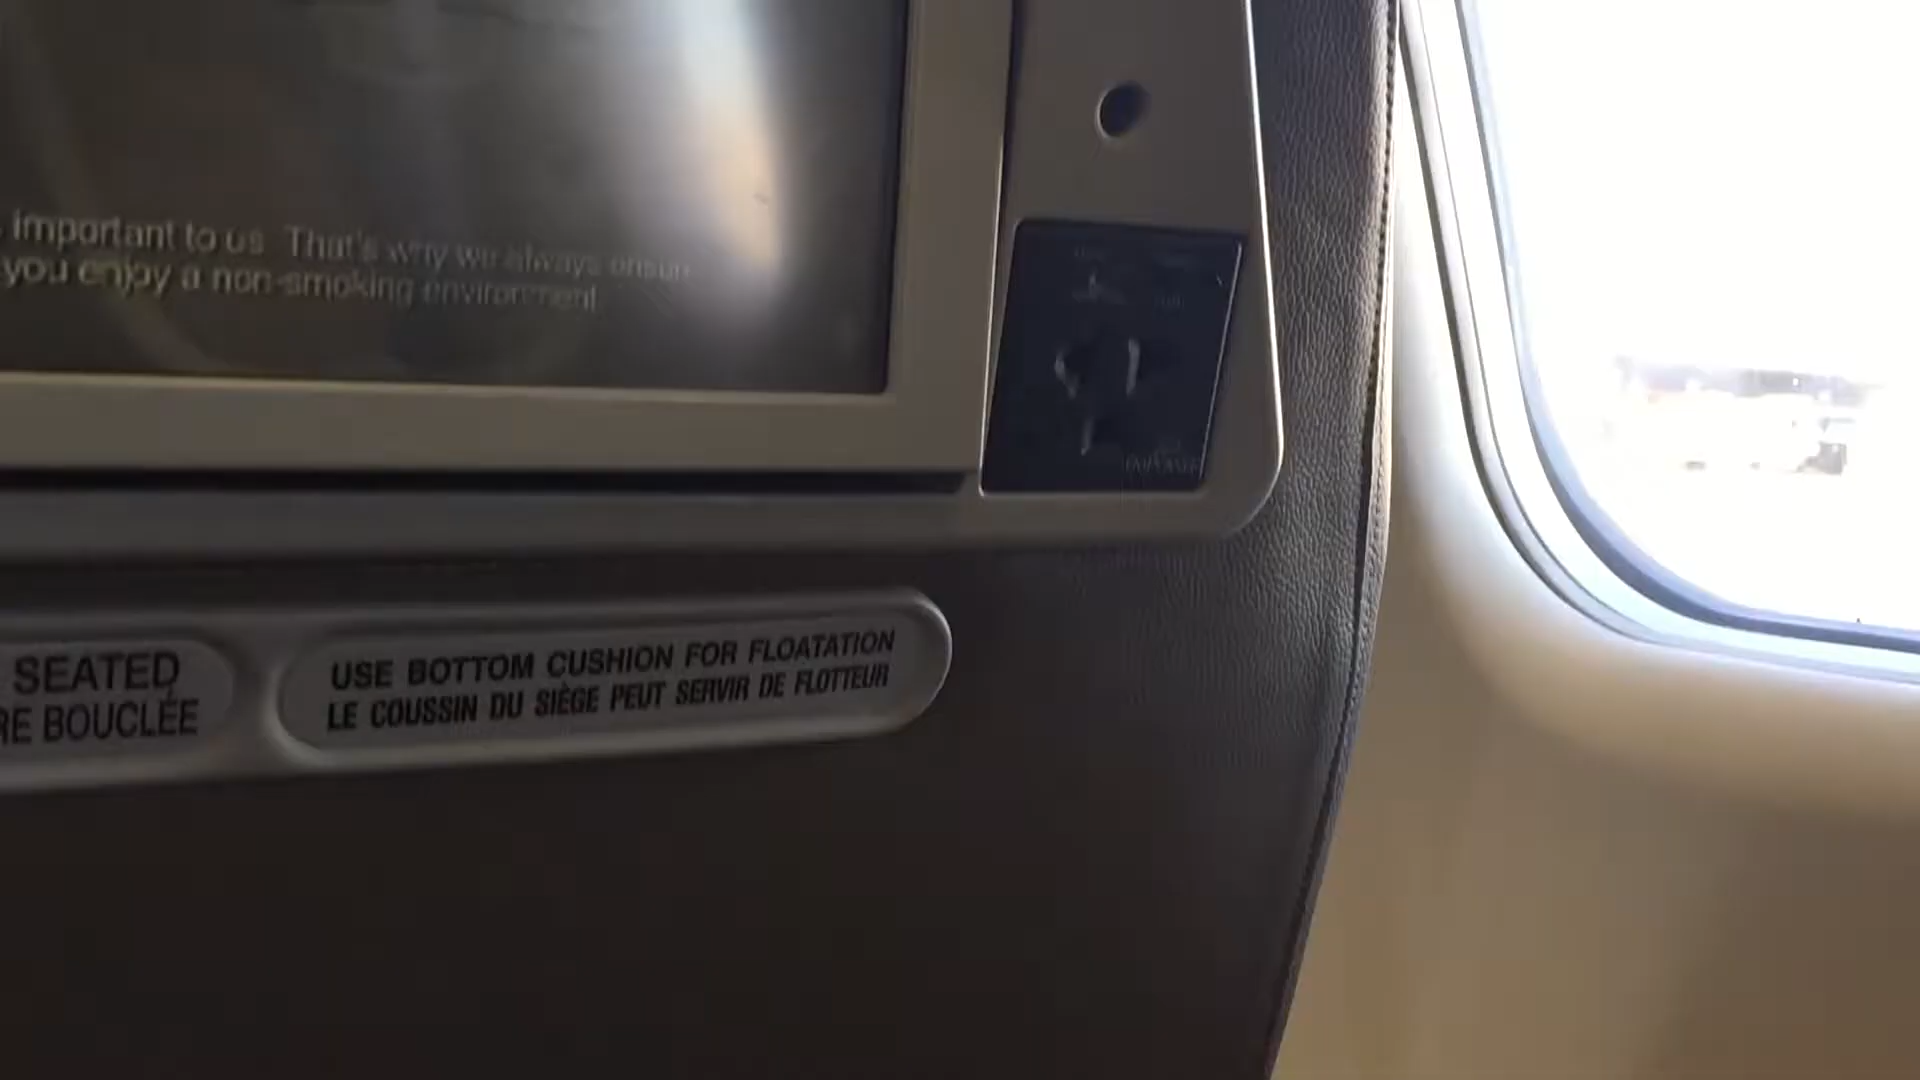 important to us. That's why we always ensure
you enjoy a non-smoking environment
SEATED
RE BOUCLÉE
USE BOTTOM CUSHION FOR FLOATATION
LE COUSSIN DU SIÈGE PEUT SERVIR DE FLOTTEUR